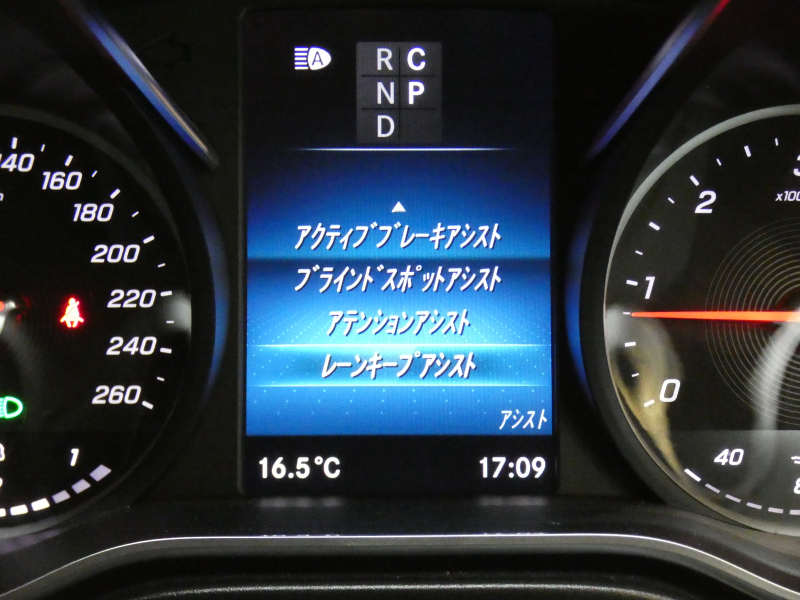 A
R C
N P
D
アクティブブレーキアシスト
ブラインドスポットアシスト
アテンションアシスト
レーンキープアシスト
アシスト
16.5°C
17:09
140
160
180
200
220
240
260
1
2
1
0
40